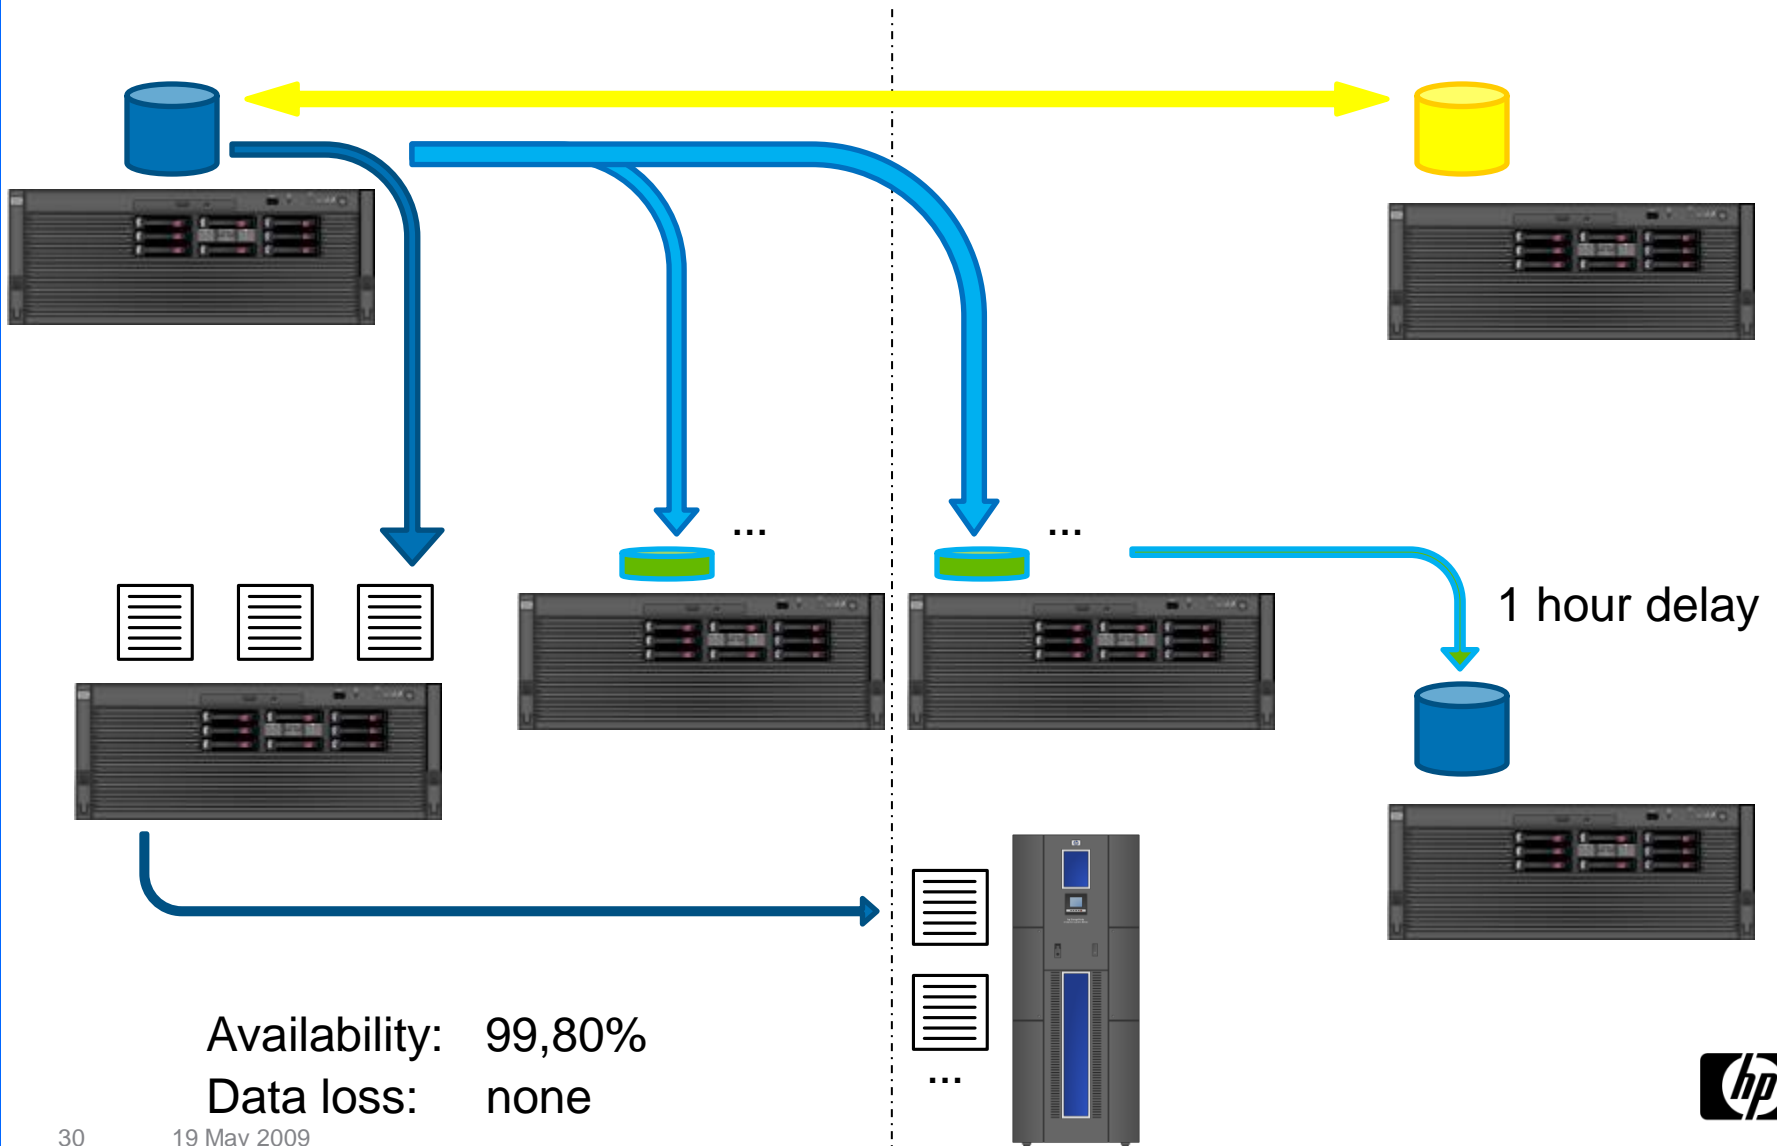 ...
...
1 hour delay
Availability: 99,80%
Data loss: none
...
30 19 May 2009
hp